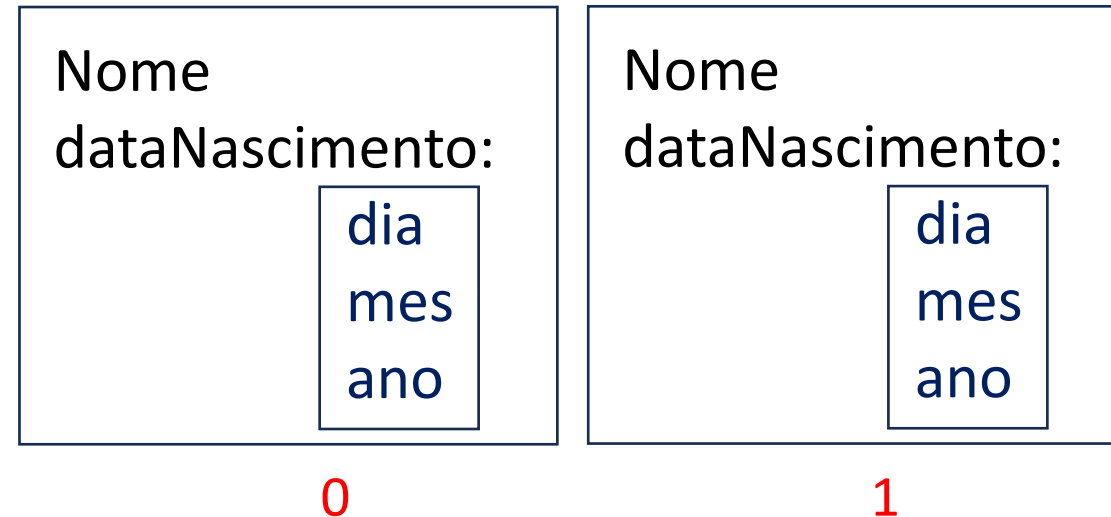 Nome
dataNascimento:
dia
mes
ano
0
Nome
dataNascimento:
dia
mes
ano
1